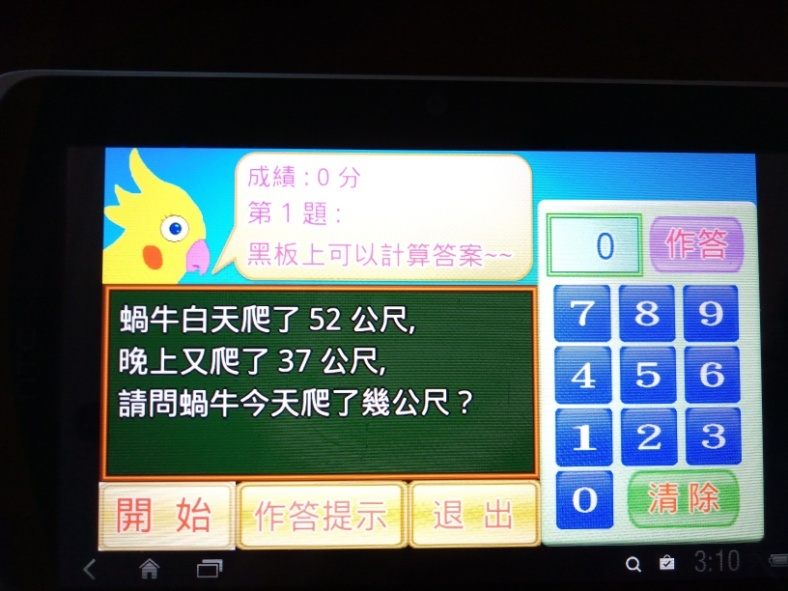 成績 : 0 分
第 1 題 :
黑板上可以計算答案~~
0
作答
蝸牛白天爬了 52 公尺,
晚上又爬了 37 公尺,
請問蝸牛今天爬了幾公尺？
7 8 9
4 5 6
1 2 3
0 清除
開 始 作答提示 退 出
3:10